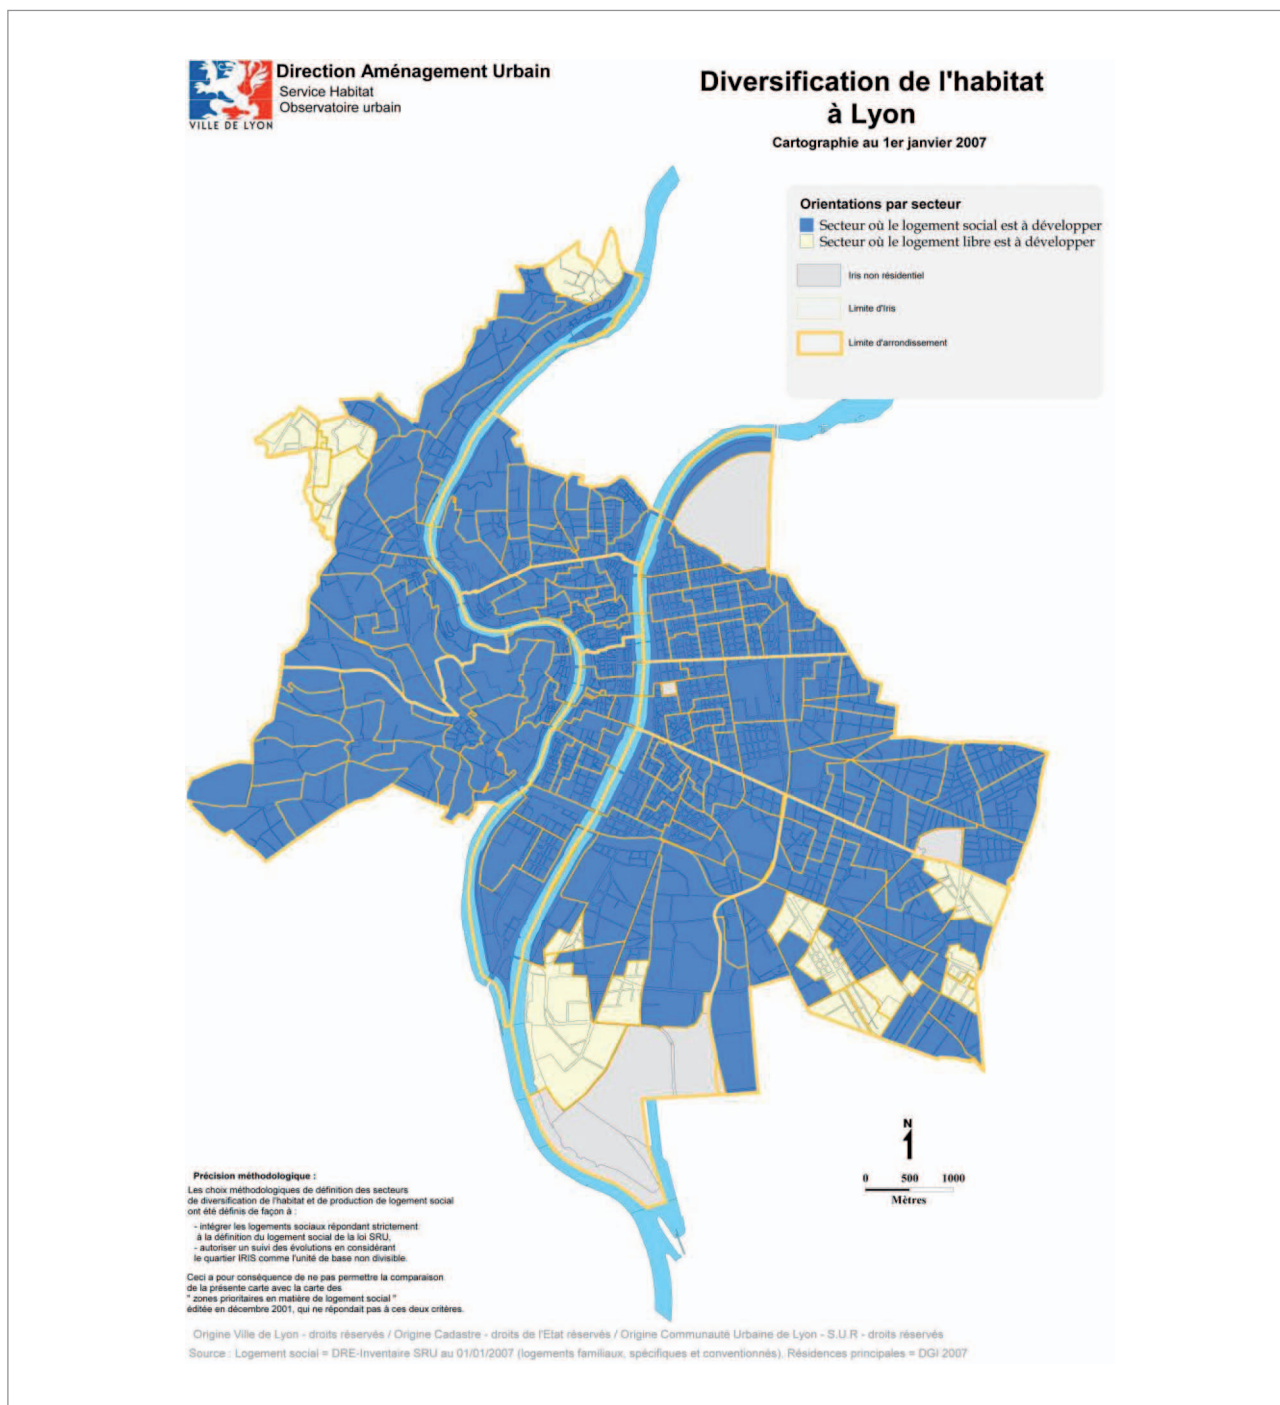 Direction Aménagement Urbain
Service Habitat
Observatoire urbain
VILLE DE LYON
Diversification de l'habitat
à Lyon
Cartographie au 1er janvier 2007
Orientations par secteur
Secteur où le logement social est à développer
Secteur où le logement libre est à développer
Iris non résidentiel
Limite d'Iris
Limite d'arrondissement
N
0 500 1000
Mètres
Précision méthodologique :
Les choix méthodologiques de définition des secteurs
de diversification de l'habitat et de production de logement social
ont été définis de façon à :
- intégrer les logements sociaux répondant strictement
à la définition du logement social de la loi SRU,
- autoriser un suivi des évolutions en considérant
le quartier IRIS comme l'unité de base non divisible.
Ceci a pour conséquence de ne pas permettre la comparaison
de la présente carte avec la carte des
" zones prioritaires en matière de logement social "
éditée en décembre 2001, qui ne répondait pas à ces deux critères.
Origine Ville de Lyon - droits réservés / Origine Cadastre - droits de l'Etat réservés / Origine Communauté Urbaine de Lyon - S.U.R - droits réservés
Source : Logement social = DRE-Inventaire SRU au 01/01/2007 (logements familiaux, spécifiques et conventionnés). Résidences principales = DGI 2007